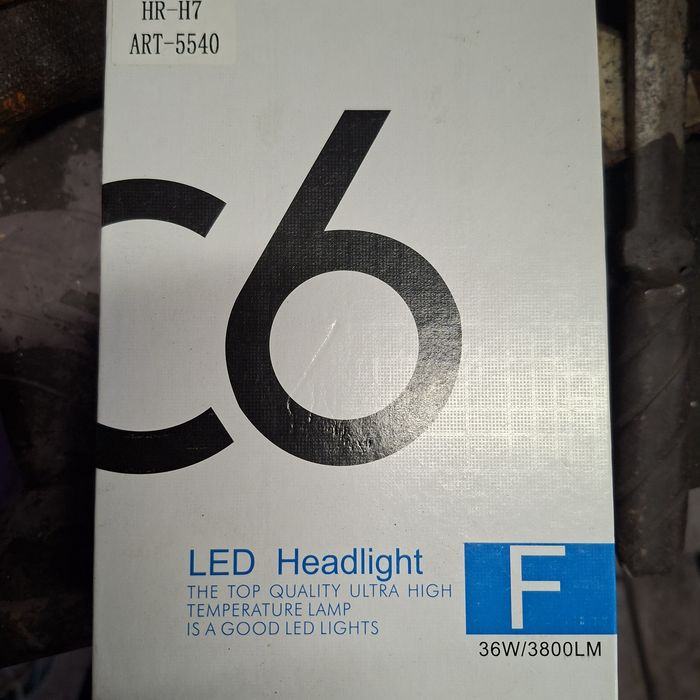 HR-H7
ART-5540
C6
LED Headlight
THE TOP QUALITY ULTRA HIGH
TEMPERATURE LAMP
IS A GOOD LED LIGHTS
F
36W/3800LM